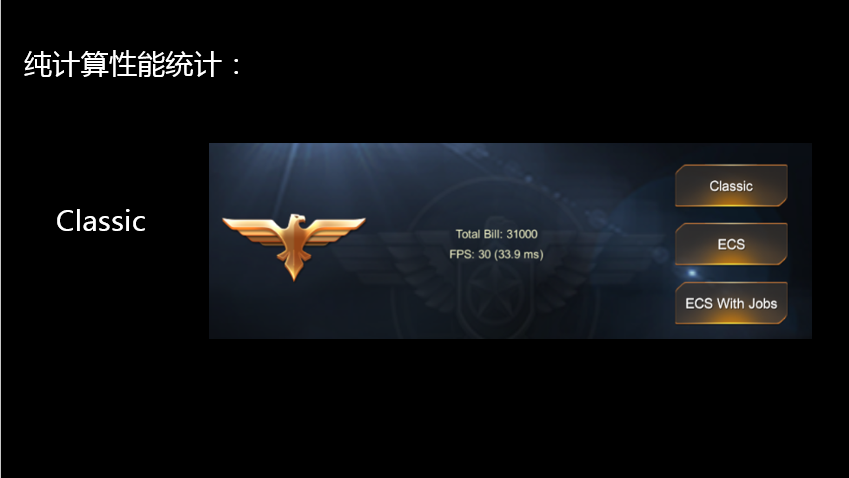 纯计算性能统计：
Classic
Total Bill: 31000
FPS: 30 (33.9 ms)
Classic
ECS
ECS With Jobs